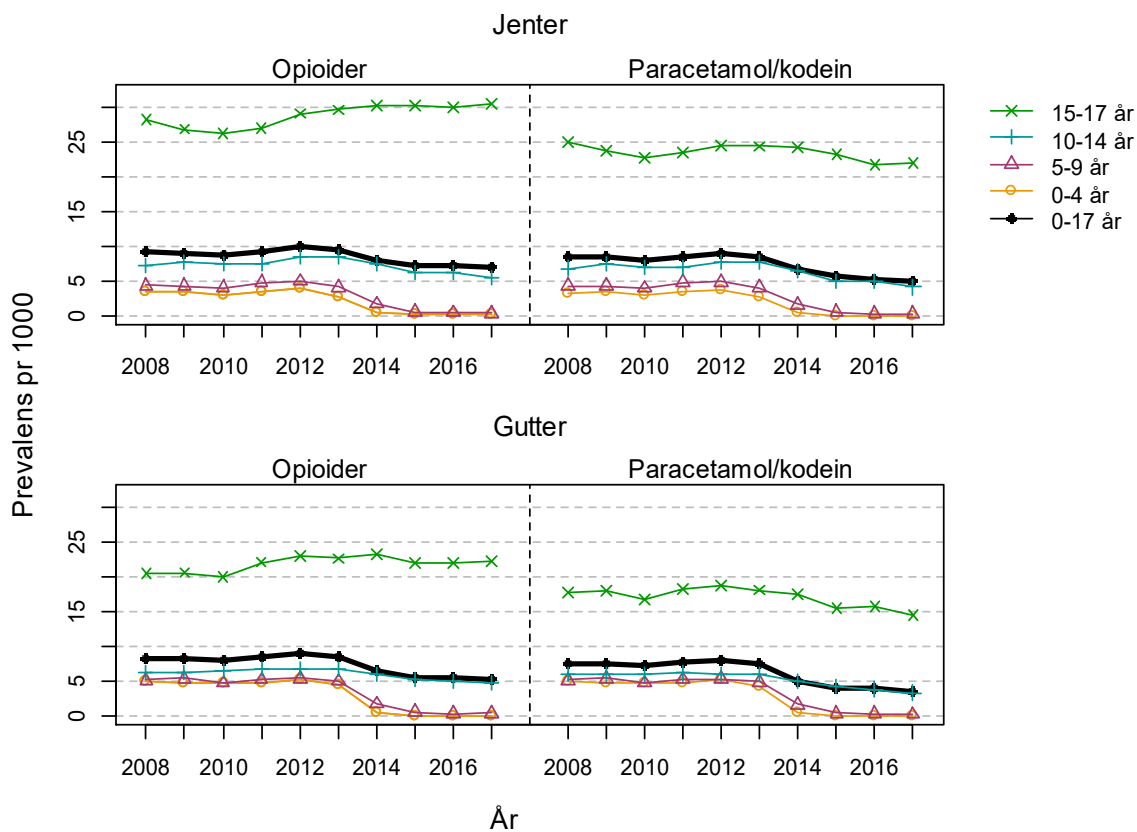 Jenter
Opioider Paracetamol/kodein
25
15
5
0
2008 2010 2012 2014 2016 2008 2010 2012 2014 2016
15-17 år
10-14 år
5-9 år
0-4 år
0-17 år
Prevalens pr 1000
Gutter
Opioider Paracetamol/kodein
25
15
5
0
2008 2010 2012 2014 2016 2008 2010 2012 2014 2016
År